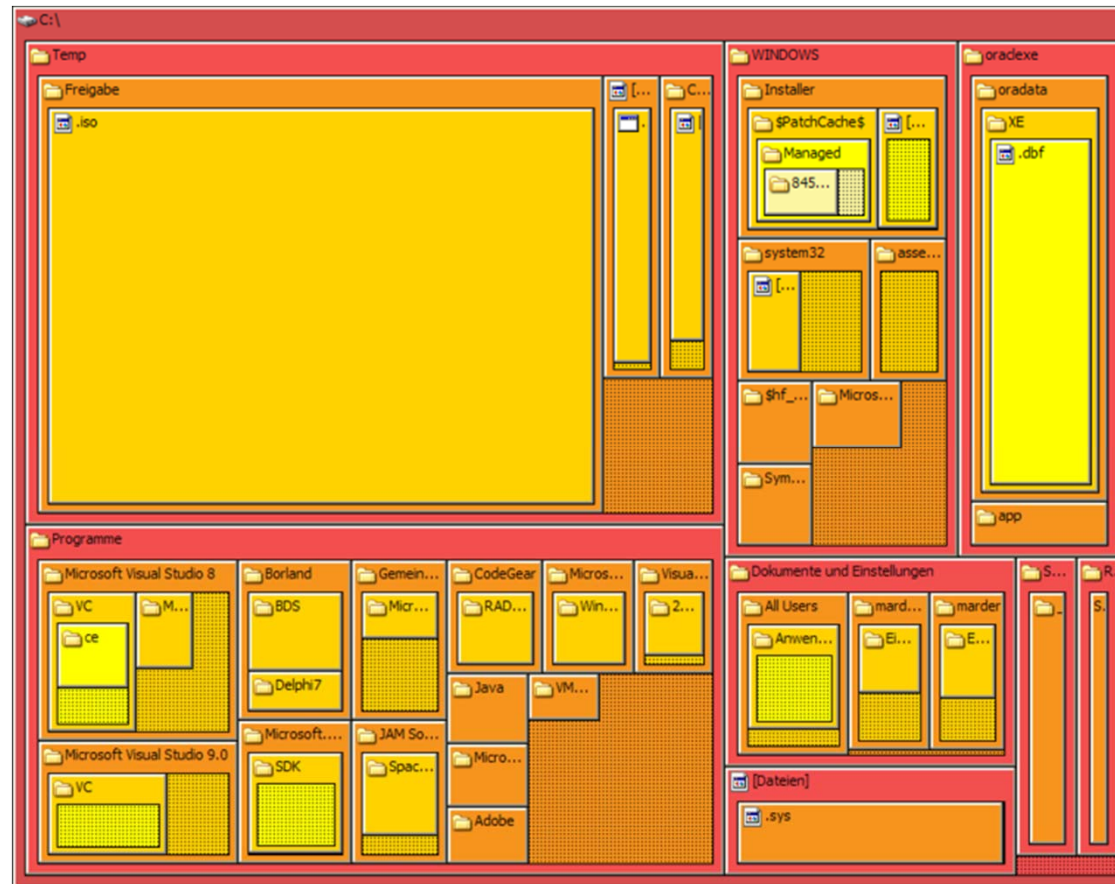 C:\
Temp
Freigabe
.iso
[...
.
C...
[
WINDOWS
Installer
$PatchCache$
Managed
845...
[...
system32
[...
asse...
$hf_...
Micros...
Sym...
oraclexe
oradata
XE
.dbf
app
Programme
Microsoft Visual Studio 8
VC
ce
M...
Microsoft Visual Studio 9.0
VC
Borland
BDS
Delphi7
Microsoft....
SDK
Gemein...
Micr...
JAM So...
Spac...
CodeGear
RAD...
Java
Micro...
Adobe
Micros...
Win...
VM...
Visua...
2...
Dokumente und Einstellungen
All Users
Anwen...
mard...
Ei...
marder
E...
[Dateien]
.sys
S...
R
S.